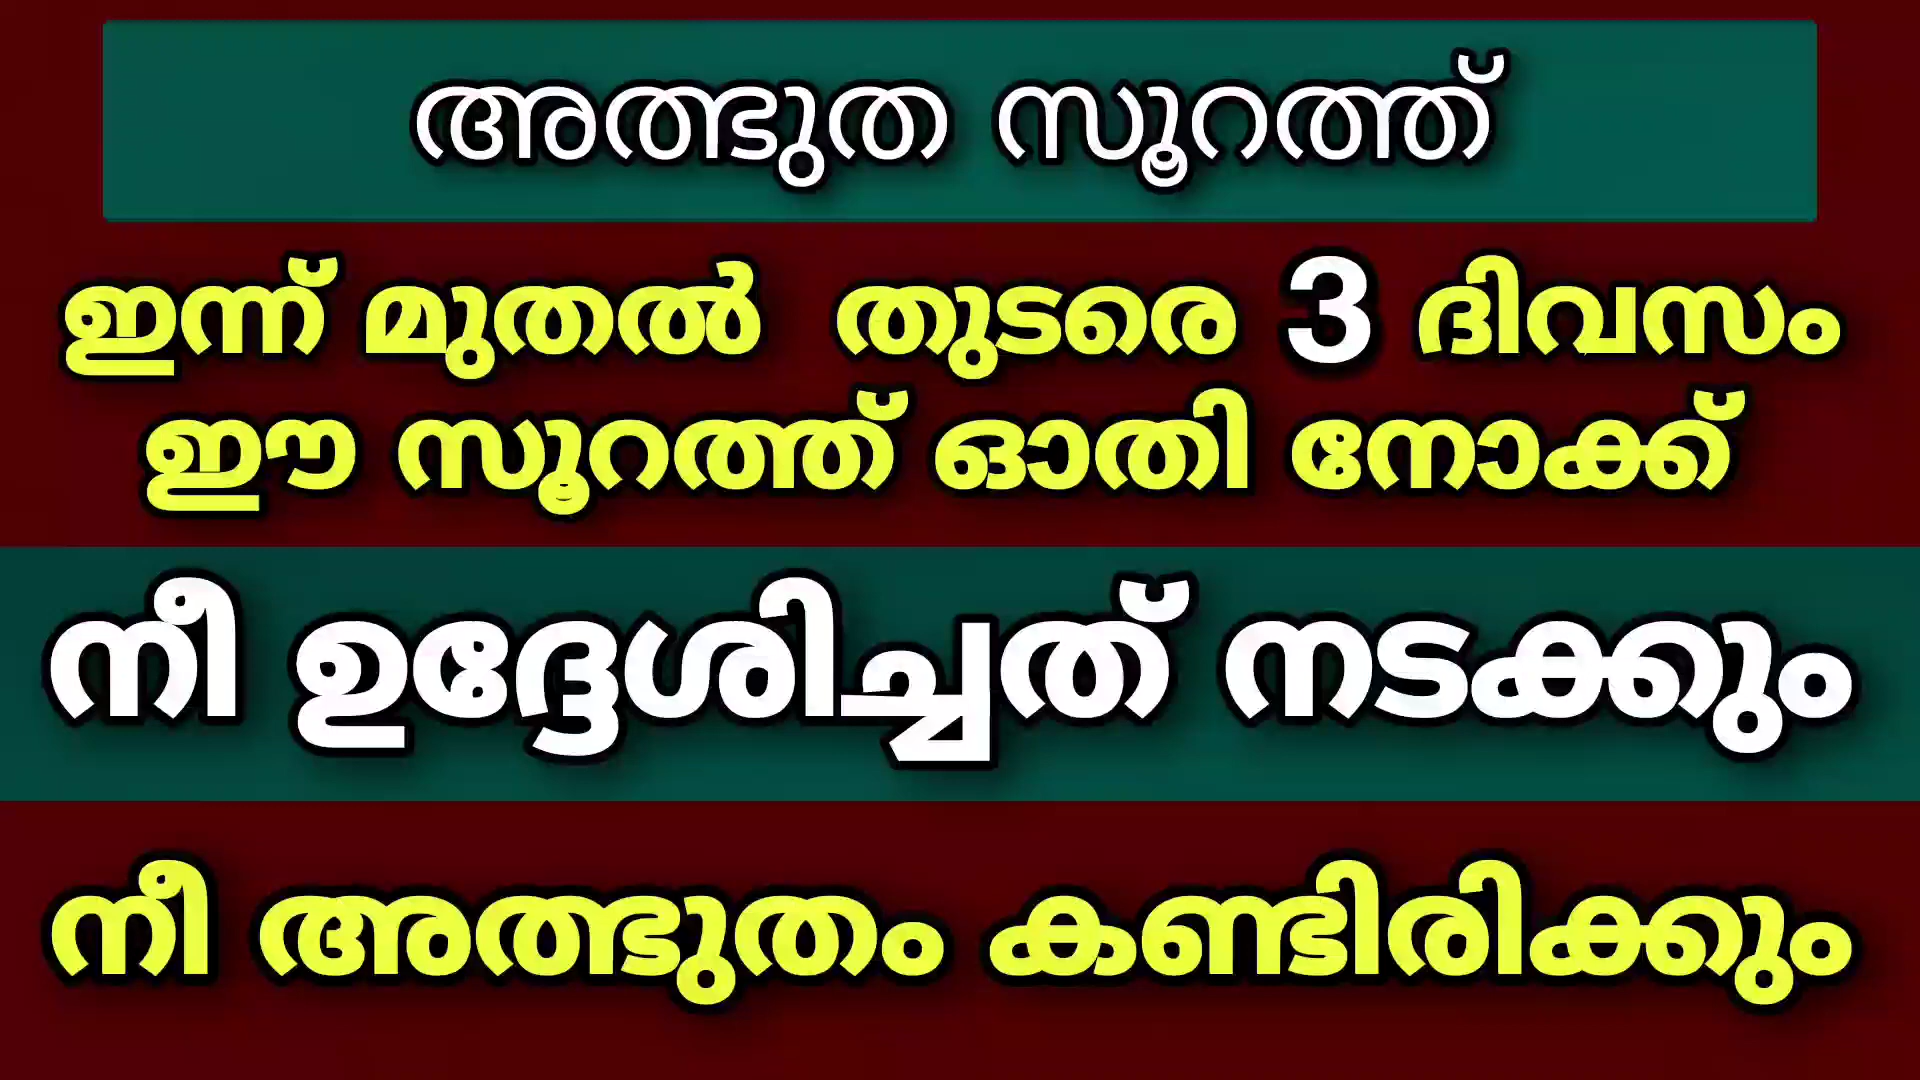 അത്ഭുത സൂറത്ത്
ഇന്ന് മുതൽ തുടരെ 3 ദിവസം
ഈ സൂറത്ത് ഓതി നോക്ക്
നീ ഉദ്ദേശിച്ചത് നടക്കും
നീ അത്ഭുതം കണ്ടിരിക്കും